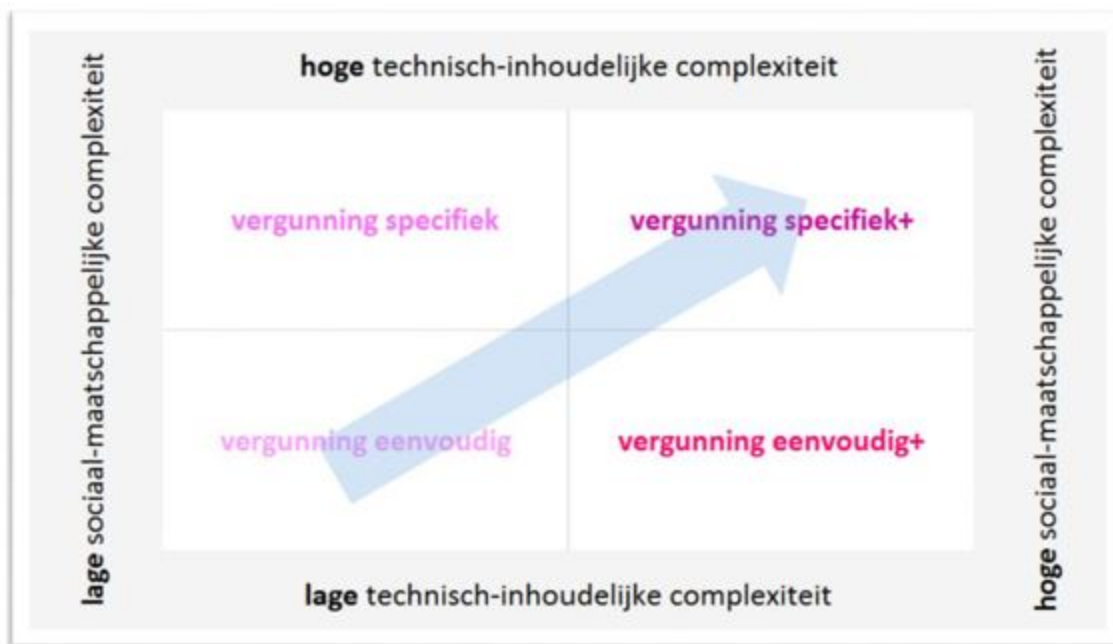 hoge technisch-inhoudelijke complexiteit
lage sociaal-maatschappelijke complexiteit
vergunning specifiek
vergunning specifiek+
vergunning eenvoudig
vergunning eenvoudig+
hoge sociaal-maatschappelijke complexiteit
lage technisch-inhoudelijke complexiteit